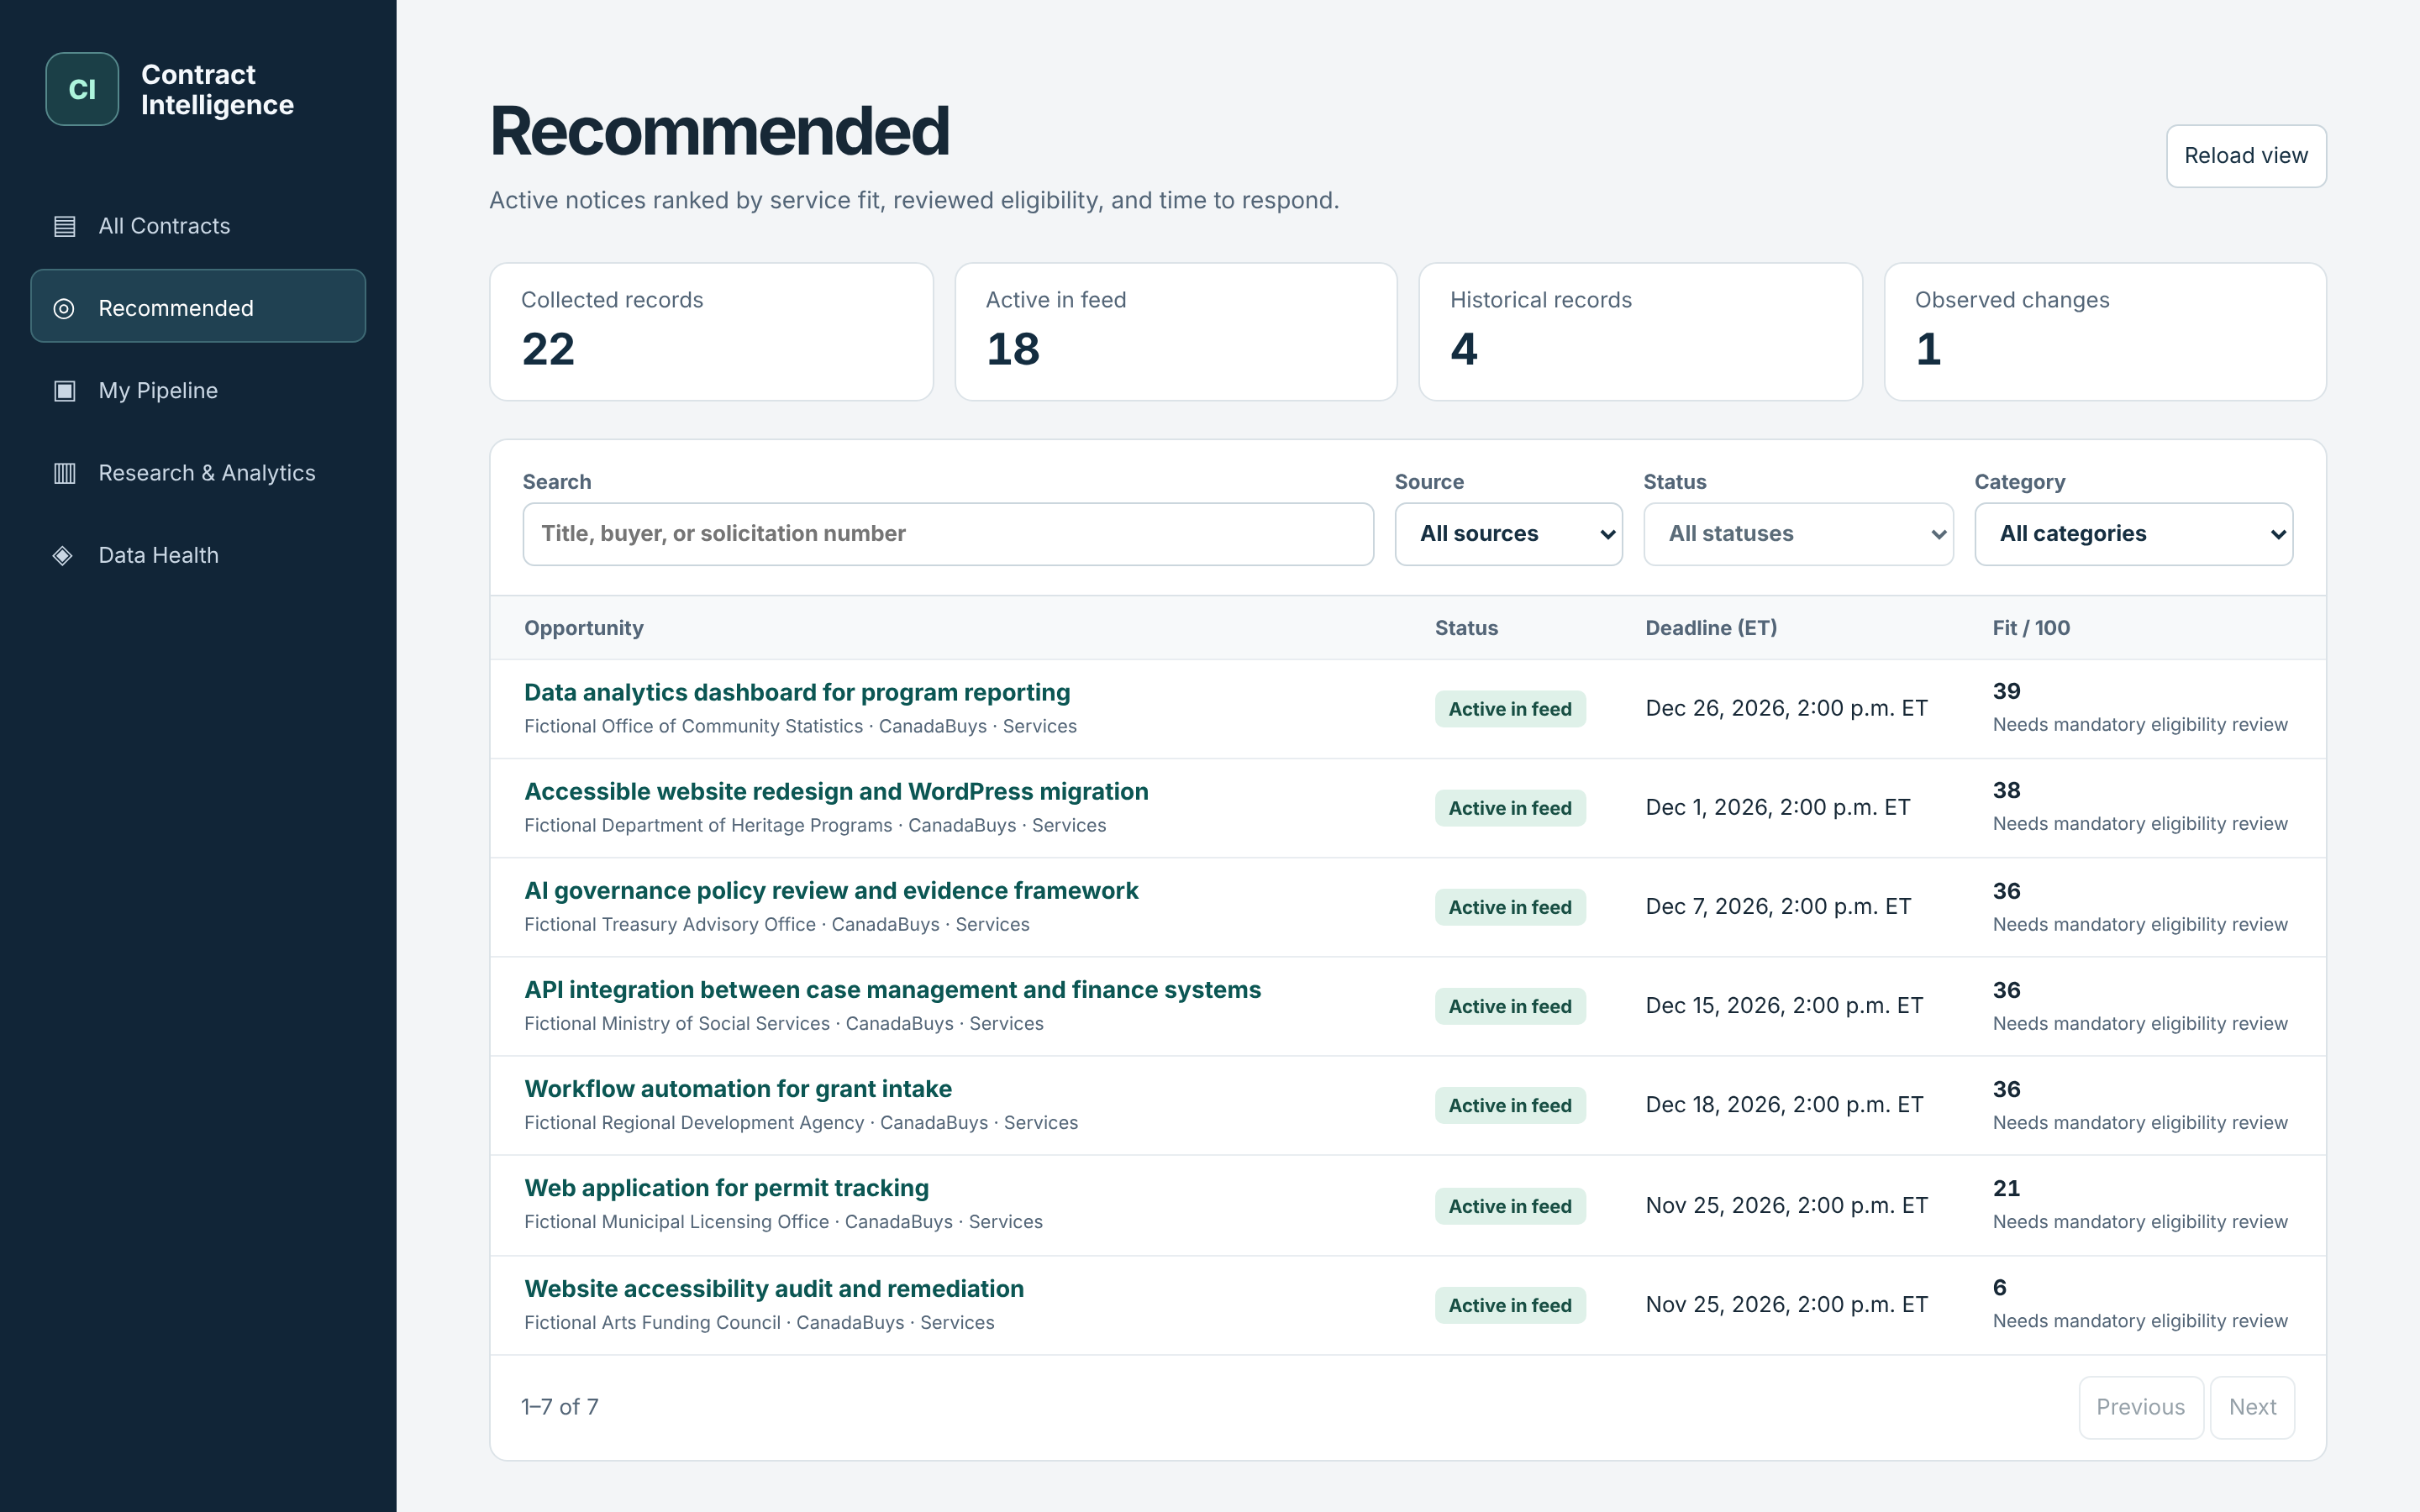 CI
Contract
Intelligence
All Contracts
Recommended
My Pipeline
Research & Analytics
Data Health
Recommended
Active notices ranked by service fit, reviewed eligibility, and time to respond.
Reload view
Collected records
22
Active in feed
18
Historical records
4
Observed changes
1
Search
Title, buyer, or solicitation number
Source
All sources
Status
All statuses
Category
All categories
Opportunity Status Deadline (ET) Fit / 100
Data analytics dashboard for program reporting
Fictional Office of Community Statistics · CanadaBuys · Services
Active in feed
Dec 26, 2026, 2:00 p.m. ET
39
Needs mandatory eligibility review
Accessible website redesign and WordPress migration
Fictional Department of Heritage Programs · CanadaBuys · Services
Active in feed
Dec 1, 2026, 2:00 p.m. ET
38
Needs mandatory eligibility review
AI governance policy review and evidence framework
Fictional Treasury Advisory Office · CanadaBuys · Services
Active in feed
Dec 7, 2026, 2:00 p.m. ET
36
Needs mandatory eligibility review
API integration between case management and finance systems
Fictional Ministry of Social Services · CanadaBuys · Services
Active in feed
Dec 15, 2026, 2:00 p.m. ET
36
Needs mandatory eligibility review
Workflow automation for grant intake
Fictional Regional Development Agency · CanadaBuys · Services
Active in feed
Dec 18, 2026, 2:00 p.m. ET
36
Needs mandatory eligibility review
Web application for permit tracking
Fictional Municipal Licensing Office · CanadaBuys · Services
Active in feed
Nov 25, 2026, 2:00 p.m. ET
21
Needs mandatory eligibility review
Website accessibility audit and remediation
Fictional Arts Funding Council · CanadaBuys · Services
Active in feed
Nov 25, 2026, 2:00 p.m. ET
6
Needs mandatory eligibility review
1–7 of 7
Previous
Next